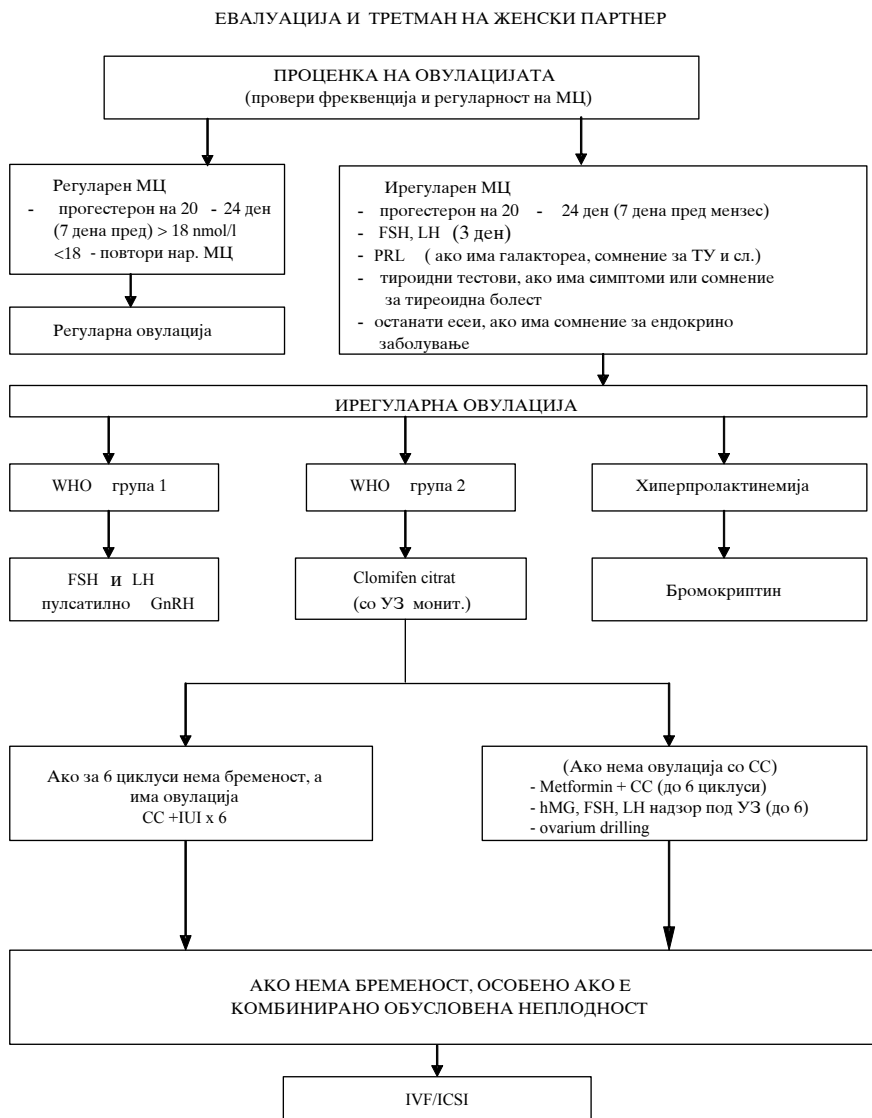 ЕВАЛУАЦИЈА И ТРЕТМАН НА ЖЕНСКИ ПАРТНЕР
ПРОЦЕНКА НА ОВУЛАЦИЈАТА
(провери фреквенција и регуларност на МЦ)
Регуларен МЦ
- прогестерон на 20 - 24 ден
(7 дена пред) > 18 nmol/l
<18 - повтори нар. МЦ
Регуларна овулација
Ирегуларен МЦ
- прогестерон на 20 - 24 ден (7 дена пред мензес)
- FSH, LH (3 ден)
- PRL ( ако има галактореа, сомнение за ТУ и сл.)
- тироидни тестови, ако има симптоми или сомнение
за тиреоидна болест
- останати есеи, ако има сомнение за ендокрино
заболување
ИРЕГУЛАРНА ОВУЛАЦИЈА
WHO група 1
WHO група 2
Хиперпролактинемија
FSH и LH
пулсатилно GnRH
Clomifen citrat
(со УЗ монит.)
Бромокриптин
Ако за 6 циклуси нема бременост, а
има овулација
CC +IUI x 6
(Ако нема овулација со CC)
- Metformin + CC (до 6 циклуси)
- hMG, FSH, LH надзор под УЗ (до 6)
- ovarium drilling
АКО НЕМА БРЕМЕНОСТ, ОСОБЕНО АКО Е
КОМБИНИРАНО ОБУСЛОВЕНА НЕПЛОДНОСТ
IVF/ICSI